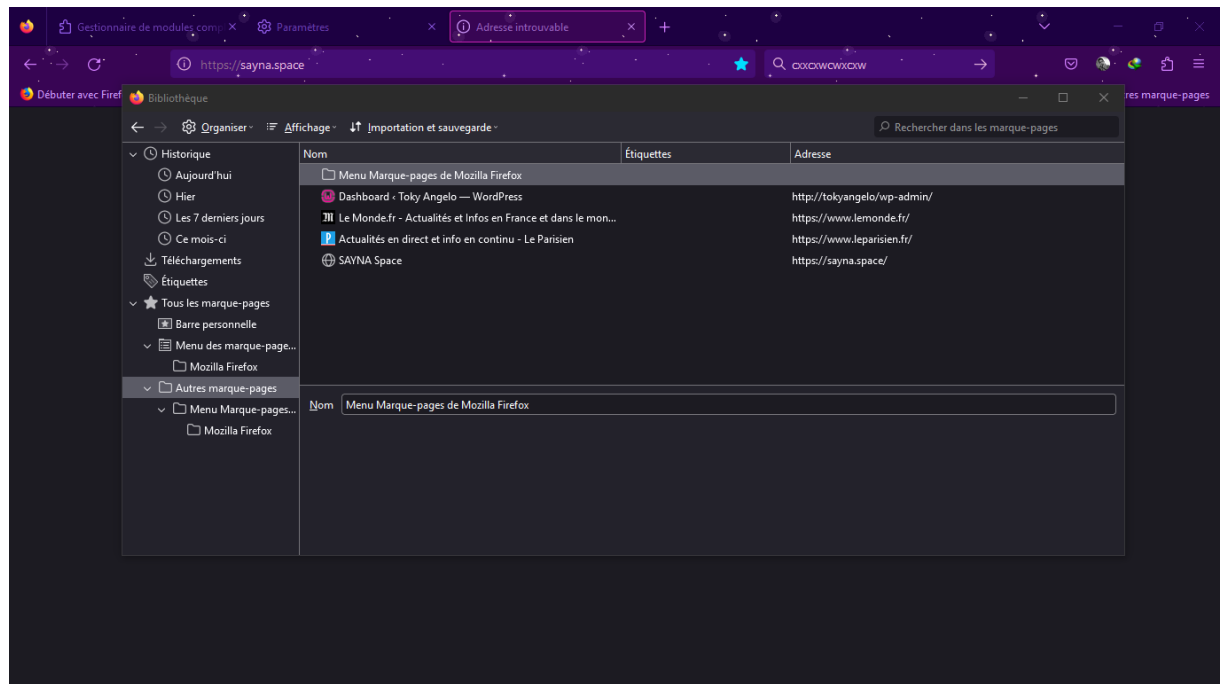 Gestionnaire de modules comp
Paramètres
Adresse introuvable
https://sayna.space
cxxcxwcwxcxw
Débuter avec Firef
res marque-pages
Bibliothèque
Organiser
Affichage
Importation et sauvegarde
Rechercher dans les marque-pages
Historique
Nom
Étiquettes
Adresse
Aujourd'hui
Menu Marque-pages de Mozilla Firefox
Hier
Dashboard ‹ Toky Angelo — WordPress
http://tokyangelo/wp-admin/
Les 7 derniers jours
Le Monde.fr - Actualités et Infos en France et dans le mon...
https://www.lemonde.fr/
Ce mois-ci
Actualités en direct et info en continu - Le Parisien
https://www.leparisien.fr/
Téléchargements
SAYNA Space
https://sayna.space/
Étiquettes
Tous les marque-pages
Barre personnelle
Menu des marque-page...
Mozilla Firefox
Autres marque-pages
Menu Marque-pages...
Nom
Menu Marque-pages de Mozilla Firefox
Mozilla Firefox